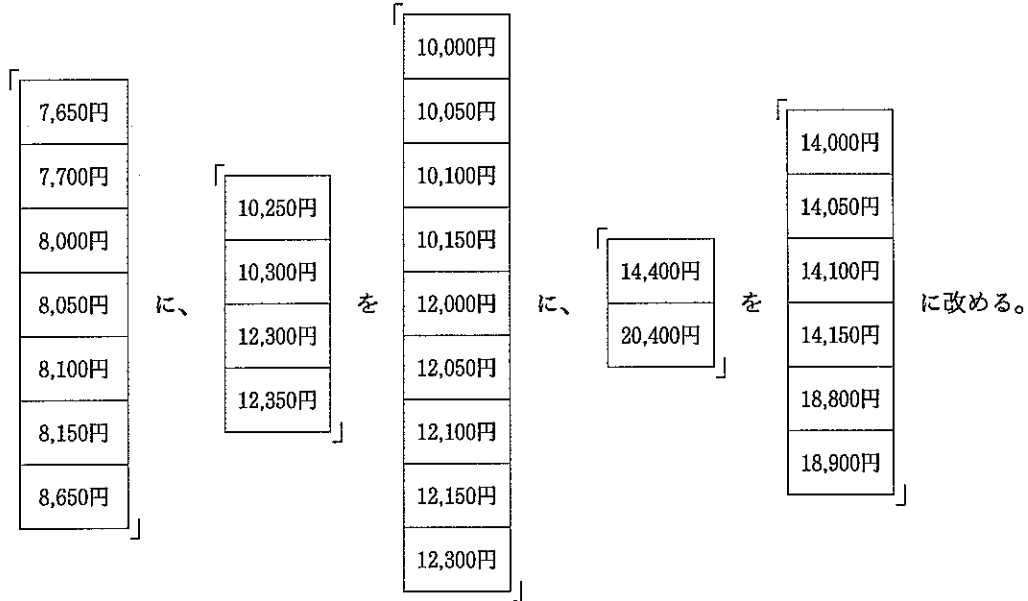 「
7,650円
7,700円
8,000円
8,050円
8,100円
8,150円
8,650円
」
に、
「
10,250円
10,300円
12,300円
12,350円
」
を
「
10,000円
10,050円
10,100円
10,150円
12,000円
12,050円
12,100円
12,150円
12,300円
」
に、
「
14,400円
20,400円
」
を
「
14,000円
14,050円
14,100円
14,150円
18,800円
18,900円
」
に改める。